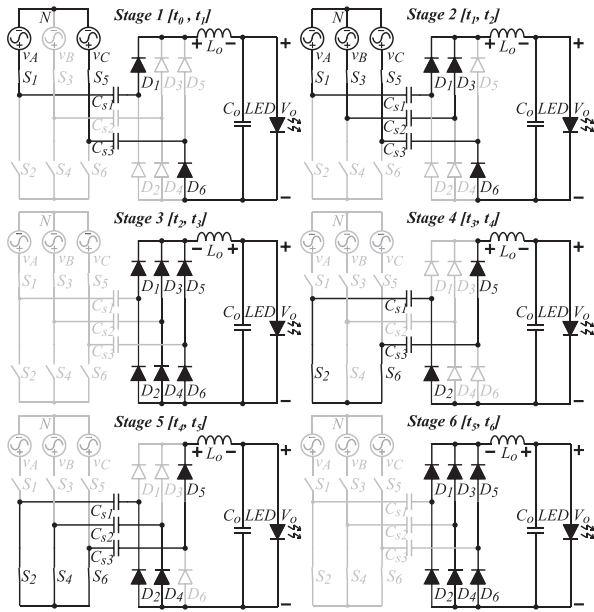 Stage 1 [t0 , t1]
N
vA vB vC
S1 S3 S5
+ Lo −
D1 D3 D5
Cs1
Cs2
Cs3
Co LED Vo
S2 S4 S6
D2 D4 D6
+
−
Stage 2 [t1, t2]
N
vA vB vC
S1 S3 S5
+ Lo −
D1 D3 D5
Cs1
Cs2
Cs3
Co LED Vo
S2 S4 S6
D2 D4 D6
+
−
Stage 3 [t2, t3]
N
vA vB vC
S1 S3 S5
− Lo +
D1 D3 D5
Cs1
Cs2
Cs3
Co LED Vo
S2 S4 S6
D2 D4 D6
+
−
Stage 4 [t3, t4]
N
vA vB vC
S1 S3 S5
+ Lo −
D1 D3 D5
Cs1
Cs2
Cs3
Co LED Vo
S2 S4 S6
D2 D4 D6
+
−
Stage 5 [t4, t5]
N
vA vB vC
S1 S3 S5
+ Lo −
D1 D3 D5
Cs1
Cs2
Cs3
Co LED Vo
S2 S4 S6
D2 D4 D6
+
−
Stage 6 [t5, t6]
N
vA vB vC
S1 S3 S5
− Lo +
D1 D3 D5
Cs1
Cs2
Cs3
Co LED Vo
S2 S4 S6
D2 D4 D6
+
−